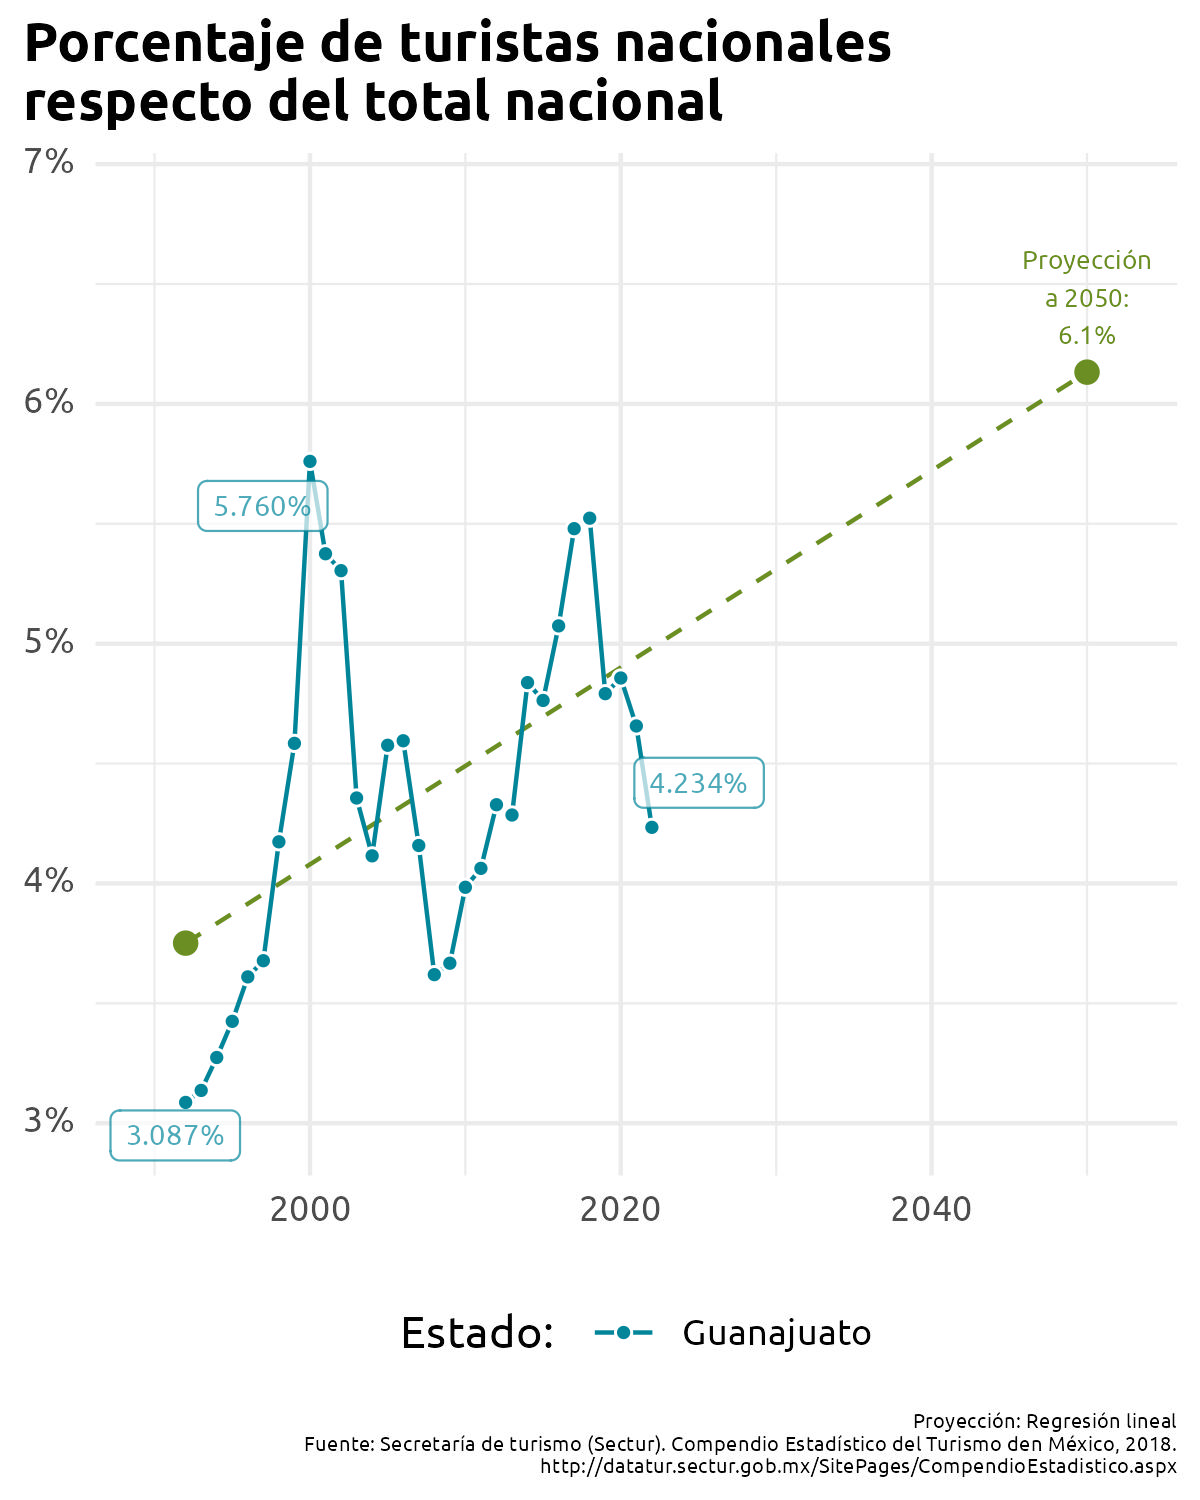 Porcentaje de turistas nacionales
respecto del total nacional
7%
Proyección
a 2050:
6.1%
6%
5.760%
5%
4.234%
4%
3%
3.087%
2000
2020
2040
Estado:
Guanajuato
Proyección: Regresión lineal
Fuente: Secretaría de turismo (Sectur). Compendio Estadístico del Turismo den México, 2018.
http://datatur.sectur.gob.mx/SitePages/CompendioEstadistico.aspx